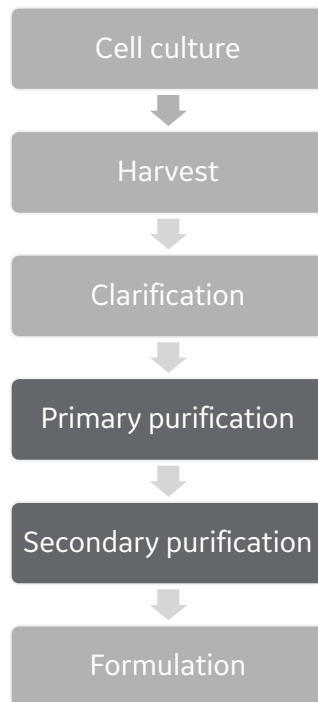 Cell culture
Harvest
Clarification
Primary purification
Secondary purification
Formulation